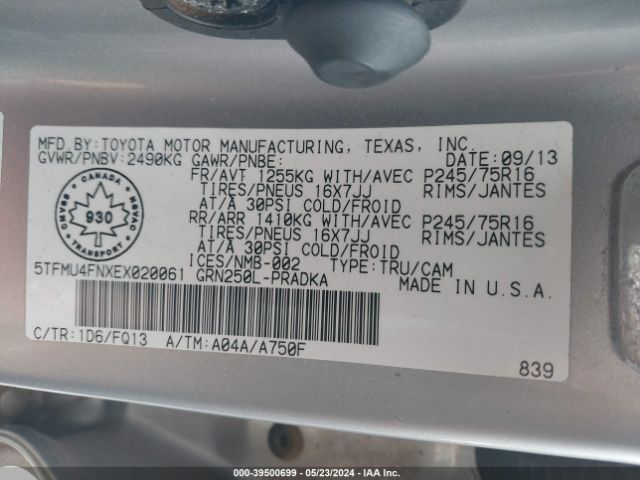 MFD.BY:TOYOTA MOTOR MANUFACTURING, TEXAS, INC.
GVWR/PNBV:2490KG GAWR/PNBE: DATE:09/13
FR/AVT 1255KG WITH/AVEC P245/75R16
TIRES/PNEUS 16X7JJ RIMS/JANTES
AT/A 30PSI COLD/FROID
RR/ARR 1410KG WITH/AVEC P245/75R16
TIRES/PNEUS 16X7JJ RIMS/JANTES
AT/A 30PSI COLD/FROID
ICES/NMB-002 TYPE:TRU/CAM
CANADA
CMVSS NSVAC
930
TRANSPORT
5TFMU4FNXEX020061 GRN250L-PRADKA MADE IN U.S.A.
C/TR:1D6/FQ13 A/TM:A04A/A750F
839
000-39500699 - 05/23/2024 - IAA Inc.